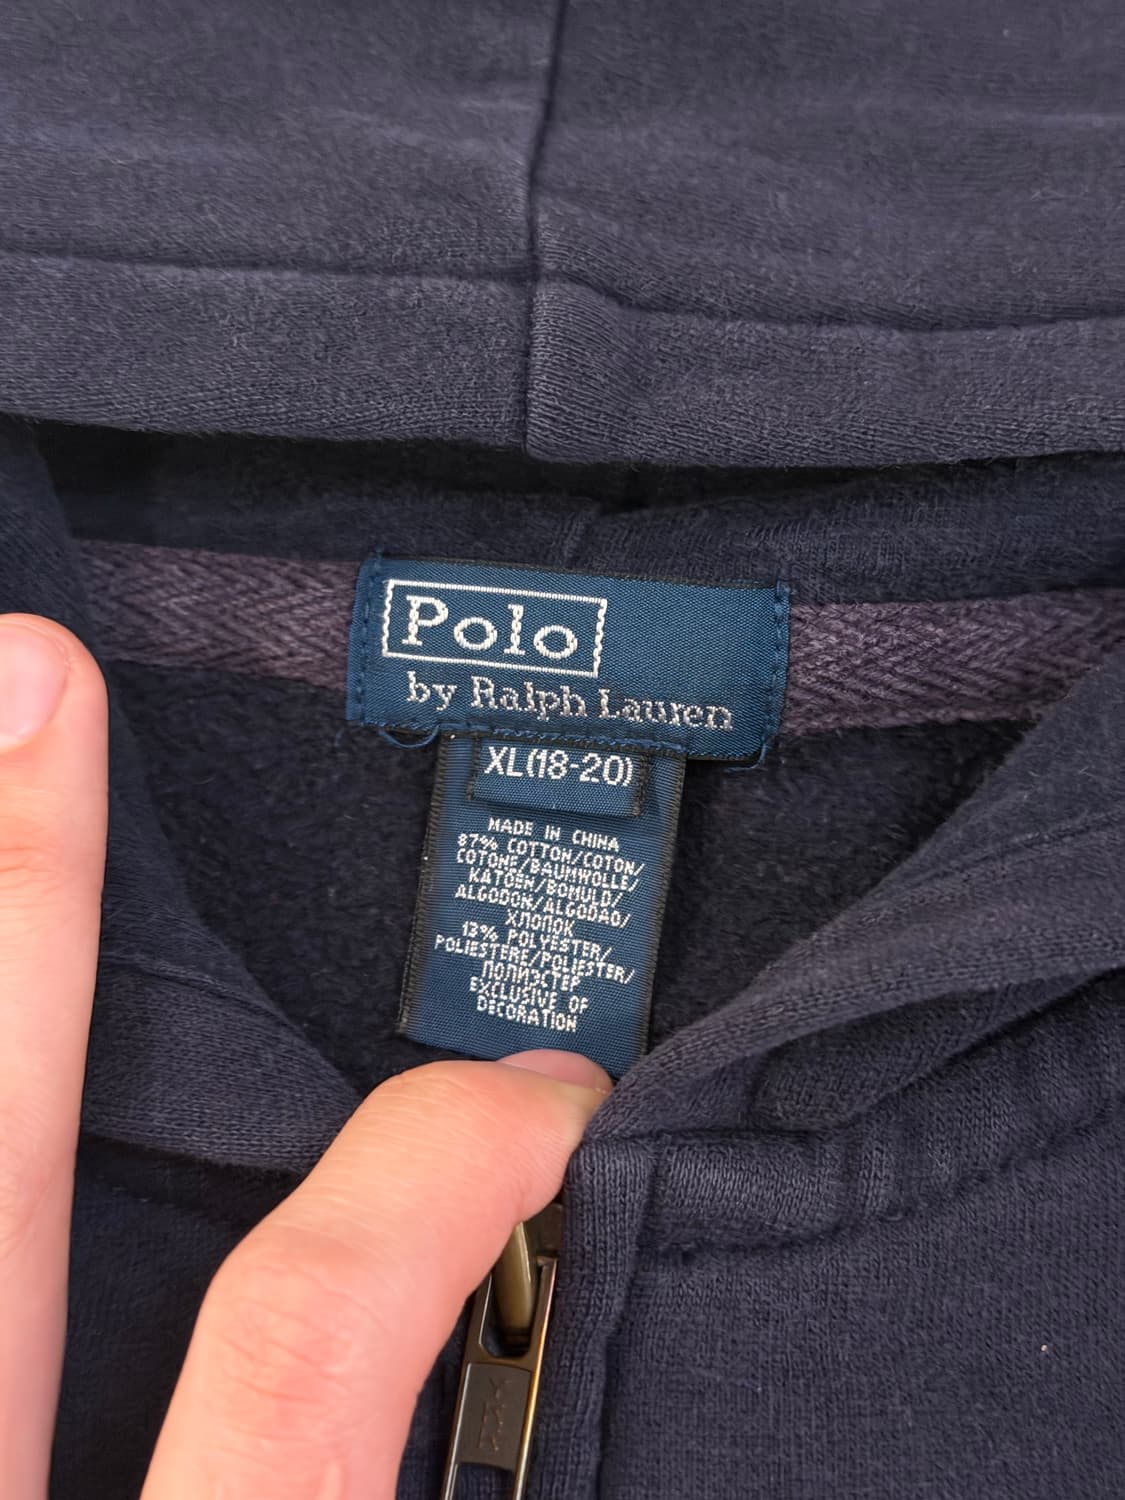 Polo
by Ralph Lauren
XL(18-20)
MADE IN CHINA
87% COTTON/COTON/
COTONE/BAUMWOLLE/
KATOEN/BOMULD/
ALGODON/ALGODAO/
ХЛОПОК
13% POLYESTER/
POLIESTERE/POLIESTER/
ПОЛИЭСТЕР
EXCLUSIVE OF
DECORATION
YKK